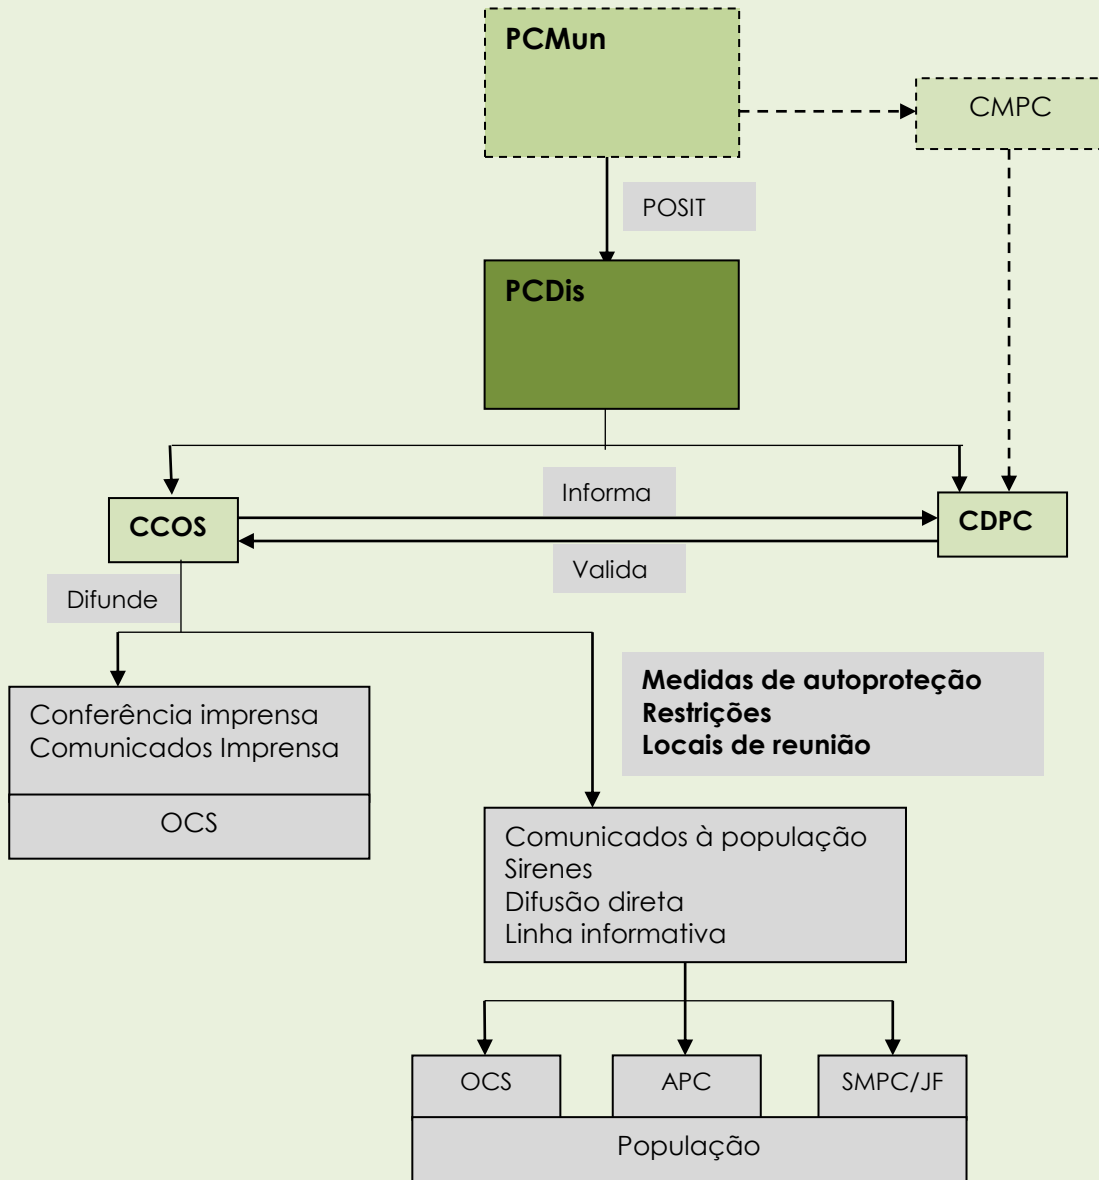 PCMun
CMPC
POSIT
PCDis
Informa
CCOS
CDPC
Valida
Difunde
Medidas de autoproteção
Restrições
Locais de reunião
Conferência imprensa
Comunicados Imprensa
OCS
Comunicados à população
Sirenes
Difusão direta
Linha informativa
OCS
APC
SMPC/JF
População